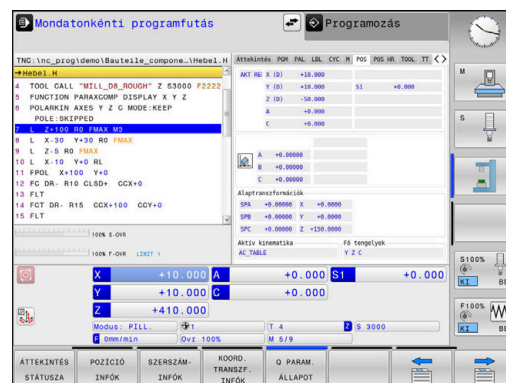 Mondatonkénti programfutás
Programozás
TNC:\nc_prog\demo\Bauteile_compone…\Hebel.H
→Hebel.H
4 TOOL CALL "MILL_D8_ROUGH" Z S3000 F2222
5 FUNCTION PARAXCOMP DISPLAY X Y Z
6 POLARKIN AXES Y Z C MODE:KEEP
POLE:SKIPPED
7 L Z+100 R0 FMAX M3
8 L X-30 Y+30 R0 FMAX
9 L Z-5 R0 FMAX
10 L X-10 Y+0 RL
11 FPOL X+100 Y+0
12 FC DR- R10 CLSD+ CCX+0
13 FLT
14 FCT DR- R15 CCX+100 CCY+0
15 FLT
100% S-OVR
100% F-OVR LIMIT 1
Áttekintés PGM PAL LBL CYC M POS POS HR TOOL TT
X (D) +10.000
Y (D) +10.000 S1 +0.000
Z (D) -50.000
A +0.000
C +0.000
A +0.00000
B +0.00000
C +0.00000
Alaptranszformációk
SPA +0.00000 X +0.0000
SPB +0.00000 Y +0.0000
SPC +0.00000 Z +150.0000
Aktív kinematika Fő tengelyek
AC_TABLE Y Z C
X +10.000 A +0.000 S1 +0.000
Y +10.000 C +0.000
Z +410.000
Modus: PILL. 1 T 4 Z S 3000
F 0mm/min Ovr 100% M 5/9
M
S
S100%
KI
F100%
KI
ÁTTEKINTÉS STÁTUSZA
POZÍCIÓ INFÓK
SZERSZÁM- INFÓK
KOORD. TRANSZF. INFÓK
Q PARAM. ÁLLAPOT